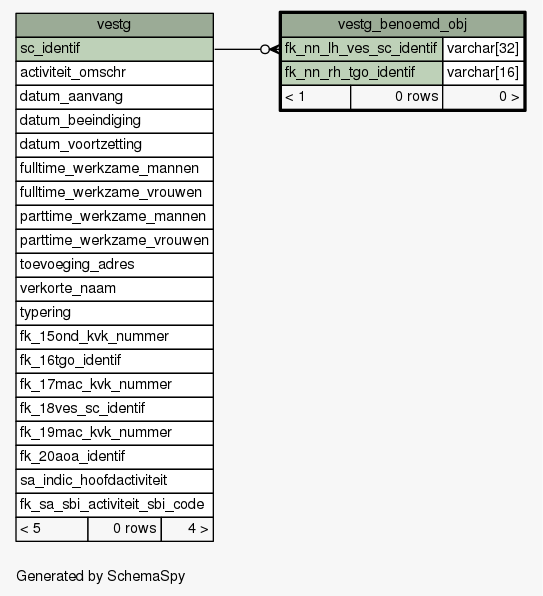 vestg
sc_identif
activiteit_omschr
datum_aanvang
datum_beeindiging
datum_voortzetting
fulltime_werkzame_mannen
fulltime_werkzame_vrouwen
parttime_werkzame_mannen
parttime_werkzame_vrouwen
toevoeging_adres
verkorte_naam
typering
fk_15ond_kvk_nummer
fk_16tgo_identif
fk_17mac_kvk_nummer
fk_18ves_sc_identif
fk_19mac_kvk_nummer
fk_20aoa_identif
sa_indic_hoofdactiviteit
fk_sa_sbi_activiteit_sbi_code
< 5 0 rows 4 >
vestg_benoemd_obj
fk_nn_lh_ves_sc_identif varchar[32]
fk_nn_rh_tgo_identif varchar[16]
< 1 0 rows 0 >
Generated by SchemaSpy